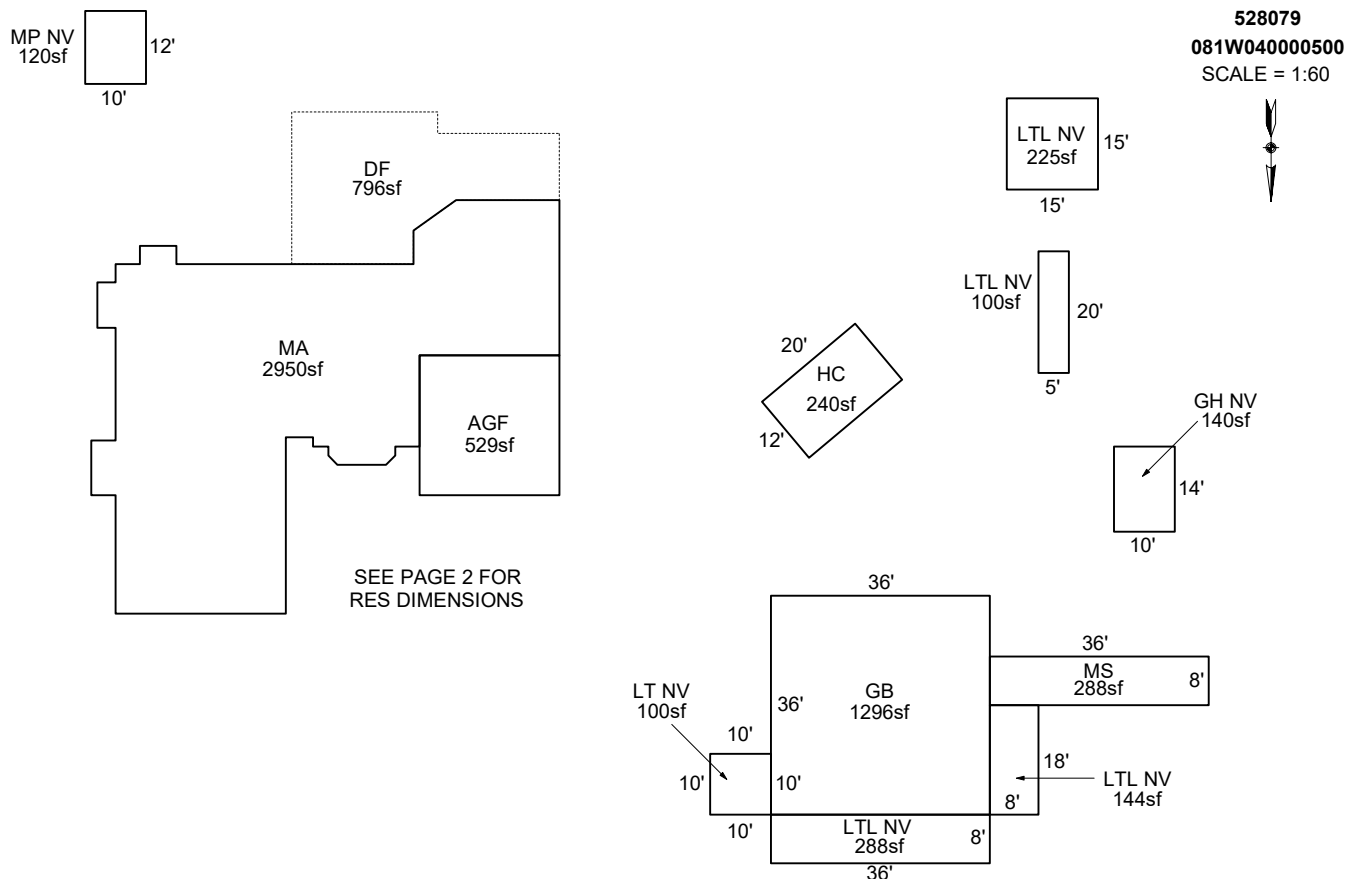 528079
081W040000500
SCALE = 1:60
MP NV
120sf
12'
10'
LTL NV
225sf
15'
15'
DF
796sf
LTL NV
100sf
20'
5'
MA
2950sf
20'
HC
240sf
12'
AGF
529sf
GH NV
140sf
14'
10'
SEE PAGE 2 FOR
RES DIMENSIONS
36'
36'
GB
1296sf
36'
MS
288sf
8'
LT NV
100sf
10'
10'
10'
10'
18'
8'
LTL NV
144sf
LTL NV
288sf
8'
36'